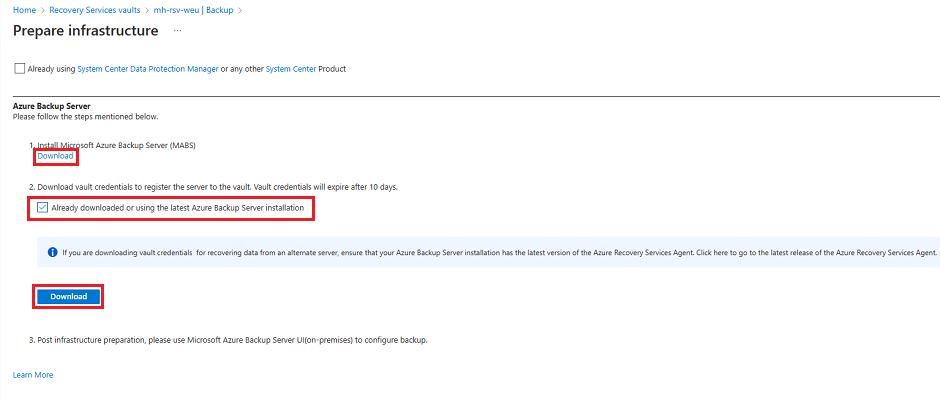 Home > Recovery Services vaults > mh-rsv-weu | Backup >
Prepare infrastructure ...
Already using System Center Data Protection Manager or any other System Center Product
Azure Backup Server
Please follow the steps mentioned below.
1. Install Microsoft Azure Backup Server (MABS)
Download
2. Download vault credentials to register the server to the vault. Vault credentials will expire after 10 days.
Already downloaded or using the latest Azure Backup Server installation
If you are downloading vault credentials for recovering data from an alternate server, ensure that your Azure Backup Server installation has the latest version of the Azure Recovery Services Agent. Click here to go to the latest release of the Azure Recovery Services Agent.
Download
3. Post infrastructure preparation, please use Microsoft Azure Backup Server UI(on-premises) to configure backup.
Learn More